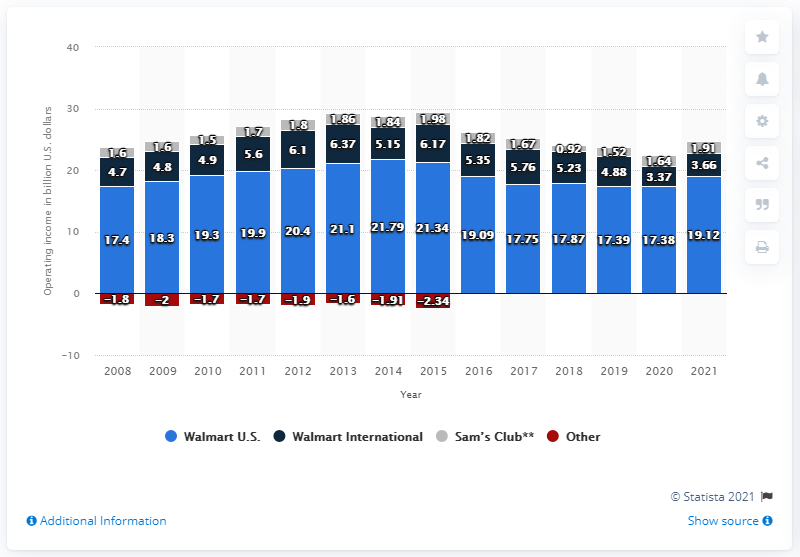 40
30
20
10
0
−10
Operating income in billion U.S. dollars
1.6 1.6 1.5 1.7 1.8 1.86 1.84 1.98 1.82 1.67 0.92 1.52 1.64 1.91
4.7 4.8 4.9 5.6 6.1 6.37 5.15 6.17 5.35 5.76 5.23 4.88 3.37 3.66
17.4 18.3 19.3 19.9 20.4 21.1 21.79 21.34 19.09 17.75 17.87 17.39 17.38 19.12
−1.8 −2 −1.7 −1.7 −1.9 −1.6 −1.91 −2.34
2008 2009 2010 2011 2012 2013 2014 2015 2016 2017 2018 2019 2020 2021
Year
Walmart U.S. Walmart International Sam's Club** Other
© Statista 2021
Additional Information Show source